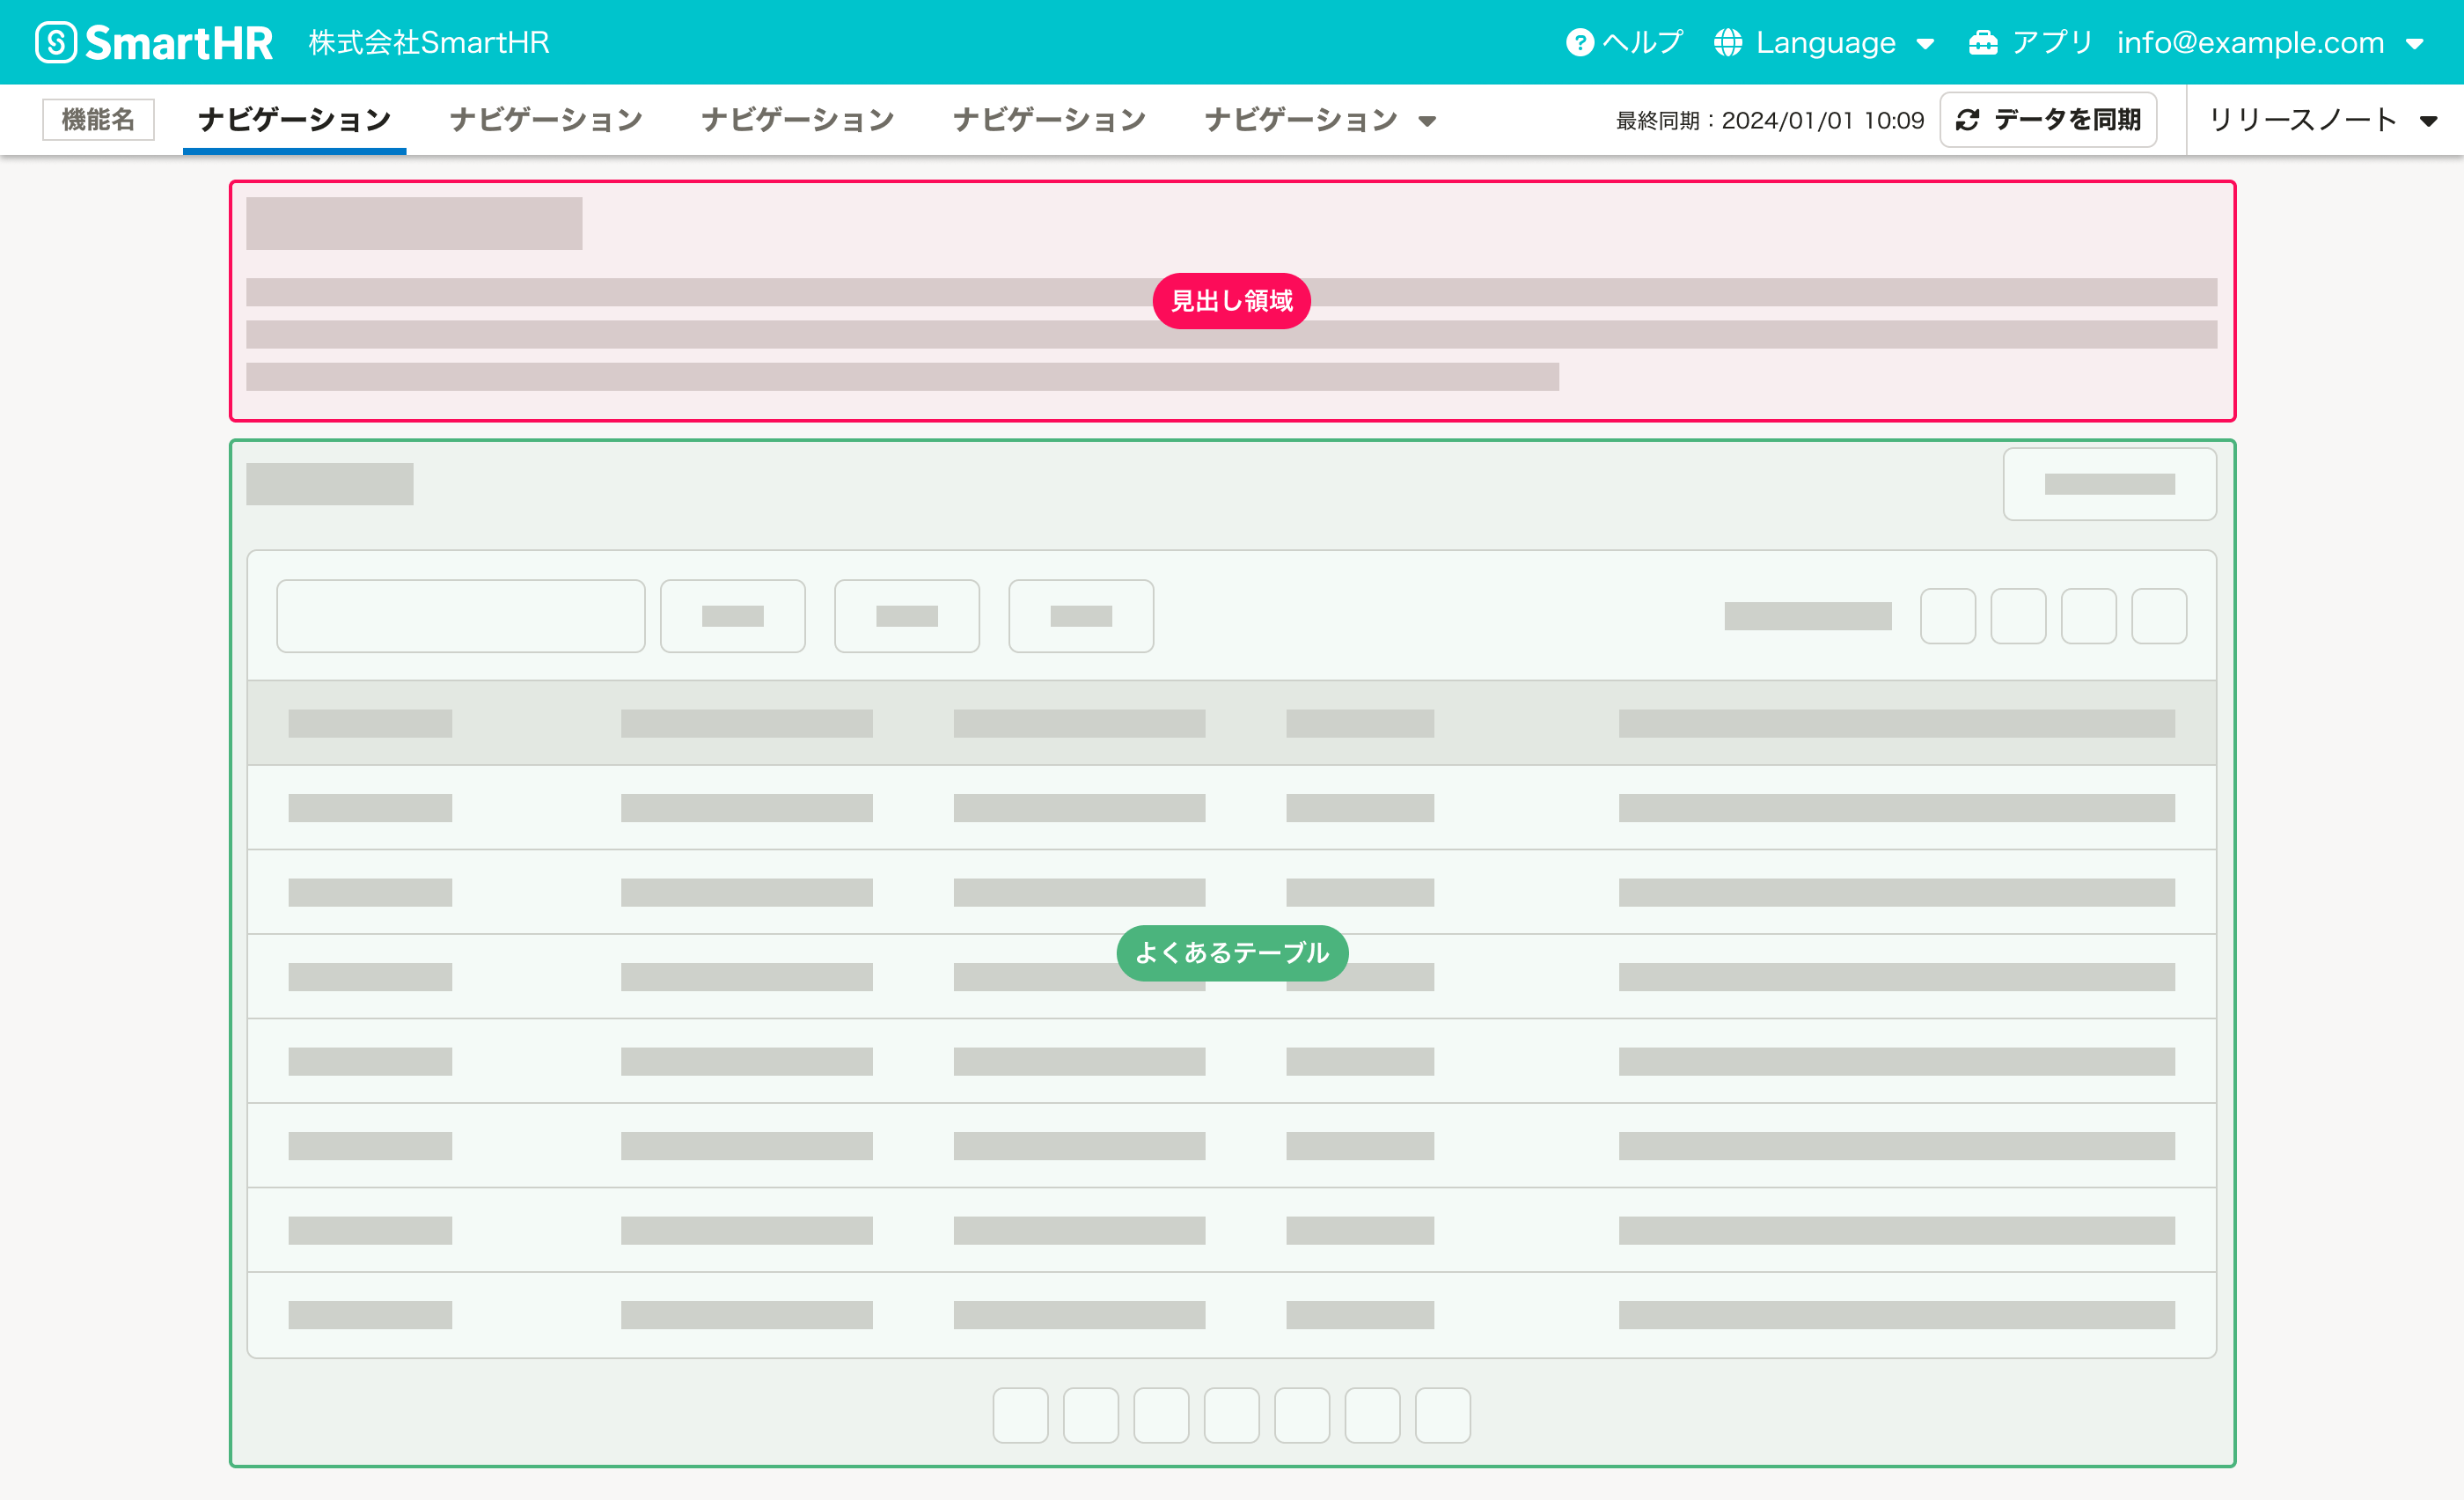 SmartHR 株式会社SmartHR ヘルプ Language アプリ info@example.com
機能名 ナビゲーション ナビゲーション ナビゲーション ナビゲーション ナビゲーション 最終同期：2024/01/01 10:09 データを同期 リリースノート
見出し領域
よくあるテーブル